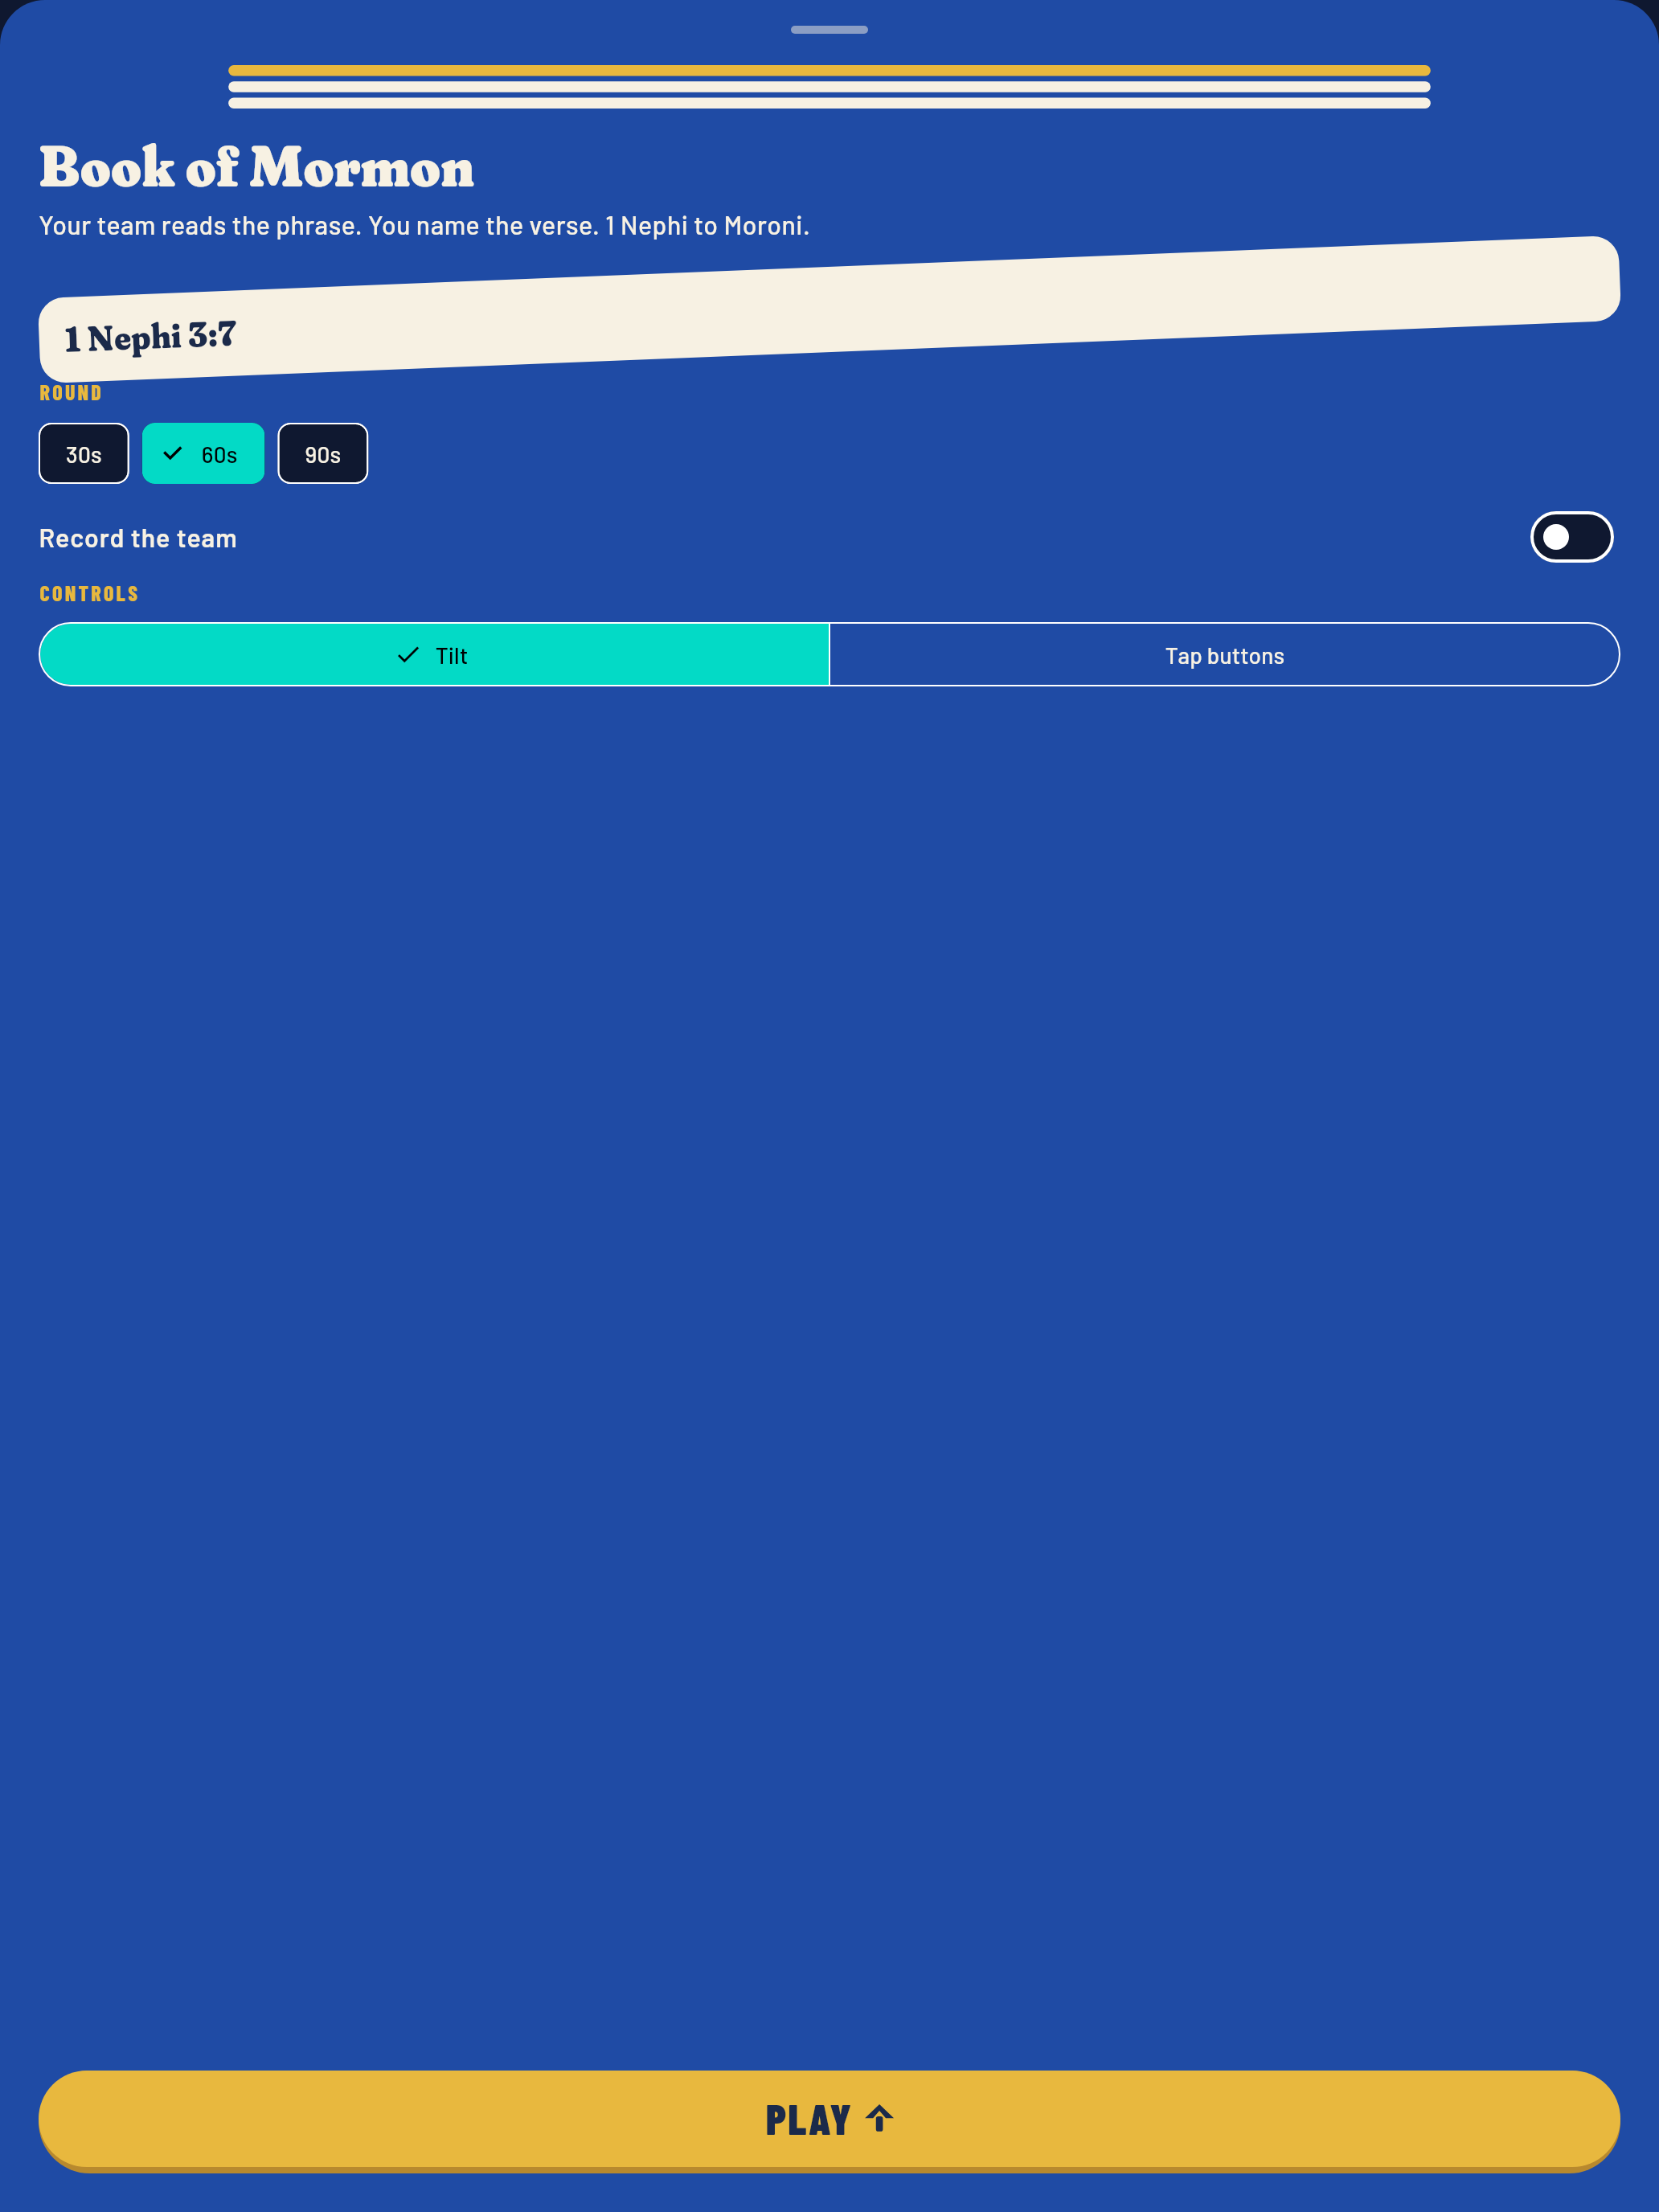 Book of Mormon
Your team reads the phrase. You name the verse. 1 Nephi to Moroni.
1 Nephi 3:7
ROUND
30s
60s
90s
Record the team
CONTROLS
Tilt
Tap buttons
PLAY